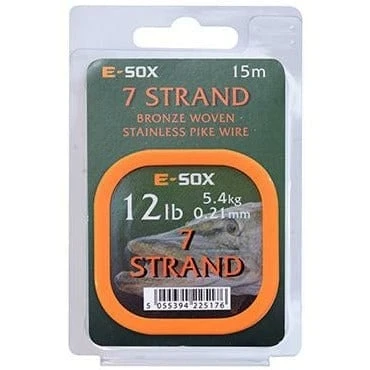 E-SOX 15m
7 STRAND
BRONZE WOVEN
STAINLESS PIKE WIRE
E-SOX
12lb 5.4kg
0.21mm
7
STRAND
5 055394 225176